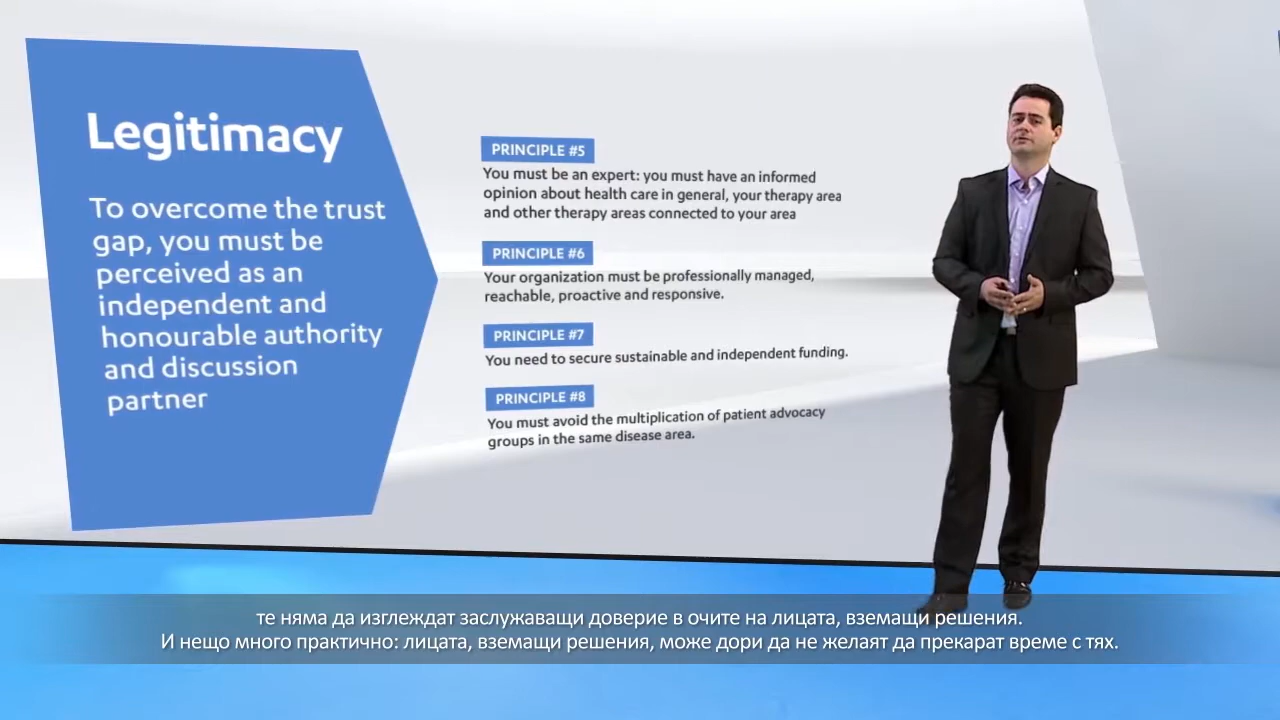 Legitimacy
To overcome the trust
gap, you must be
perceived as an
independent and
honourable authority
and discussion
partner
PRINCIPLE #5
You must be an expert: you must have an informed
opinion about health care in general, your therapy area
and other therapy areas connected to your area
PRINCIPLE #6
Your organization must be professionally managed,
reachable, proactive and responsive.
PRINCIPLE #7
You need to secure sustainable and independent funding.
PRINCIPLE #8
You must avoid the multiplication of patient advocacy
groups in the same disease area.
те няма да изглеждат заслужаващи доверие в очите на лицата, вземащи решения.
И нещо много практично: лицата, вземащи решения, може дори да не желаят да прекарат време с тях.